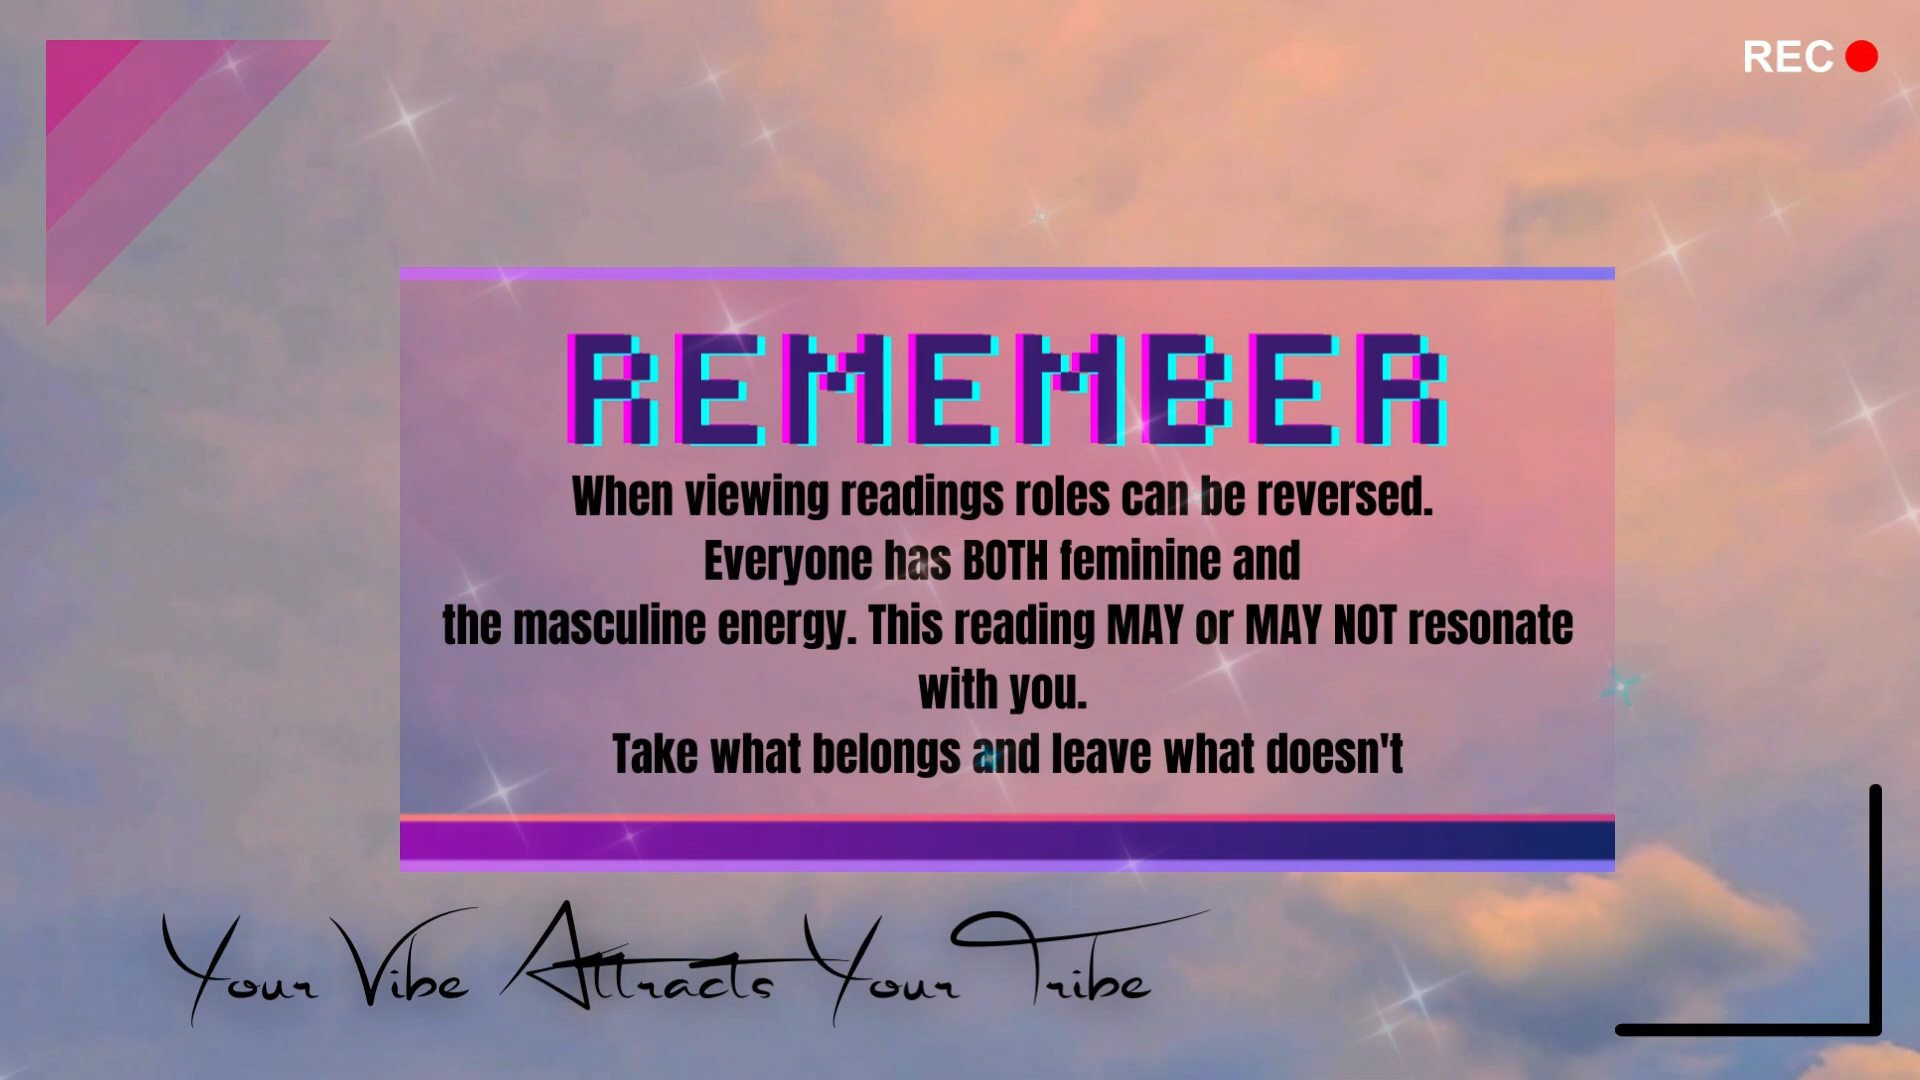 REC
REMEMBER
When viewing readings roles can be reversed.
Everyone has BOTH feminine and
the masculine energy. This reading MAY or MAY NOT resonate
with you.
Take what belongs and leave what doesn't
Your Vibe Attracts Your Tribe